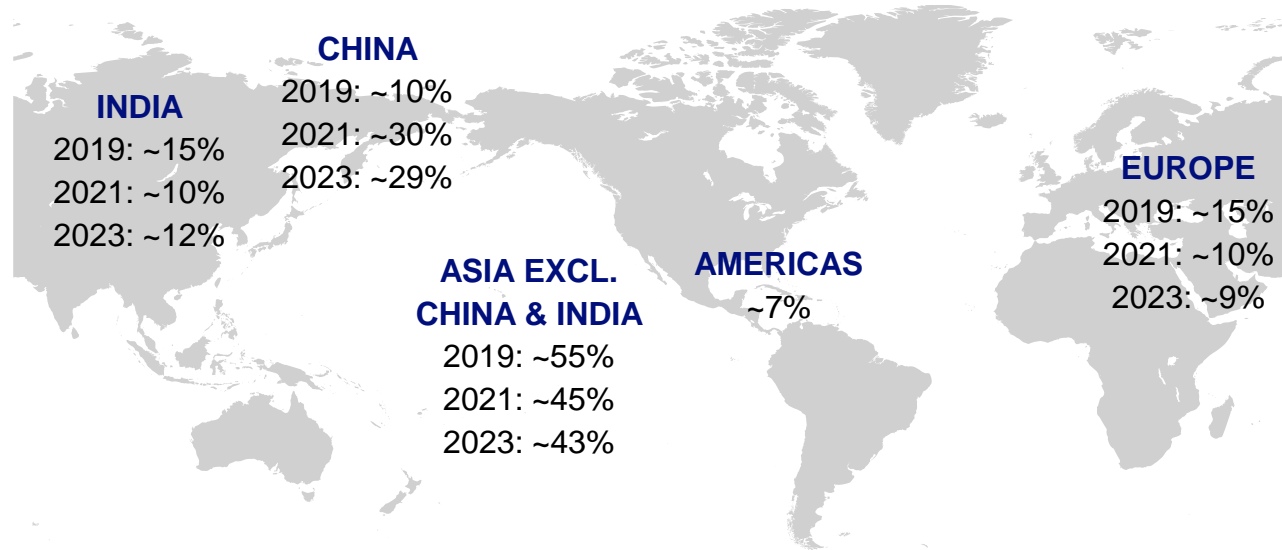 CHINA
2019: ~10%
2021: ~30%
2023: ~29%
INDIA
2019: ~15%
2021: ~10%
2023: ~12%
ASIA EXCL.
CHINA & INDIA
2019: ~55%
2021: ~45%
2023: ~43%
AMERICAS
~7%
EUROPE
2019: ~15%
2021: ~10%
2023: ~9%